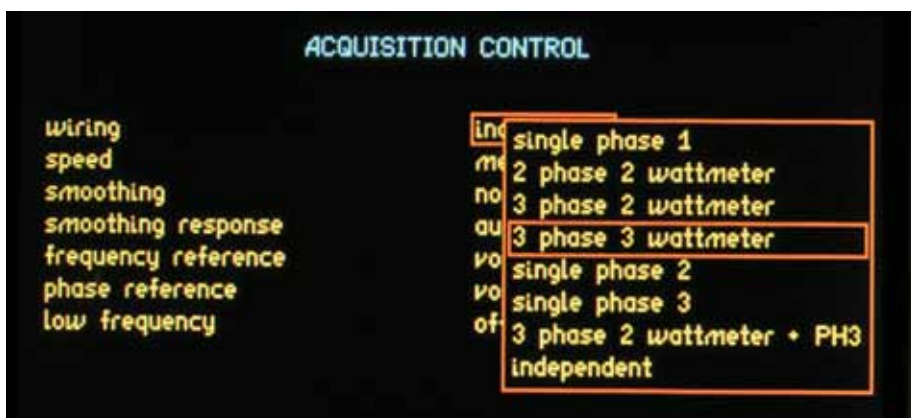 ACQUISITION CONTROL
wiring
speed
smoothing
smoothing response
frequency reference
phase reference
low frequency
single phase 1
2 phase 2 wattmeter
3 phase 2 wattmeter
3 phase 3 wattmeter
single phase 2
single phase 3
3 phase 2 wattmeter + PH3
independent